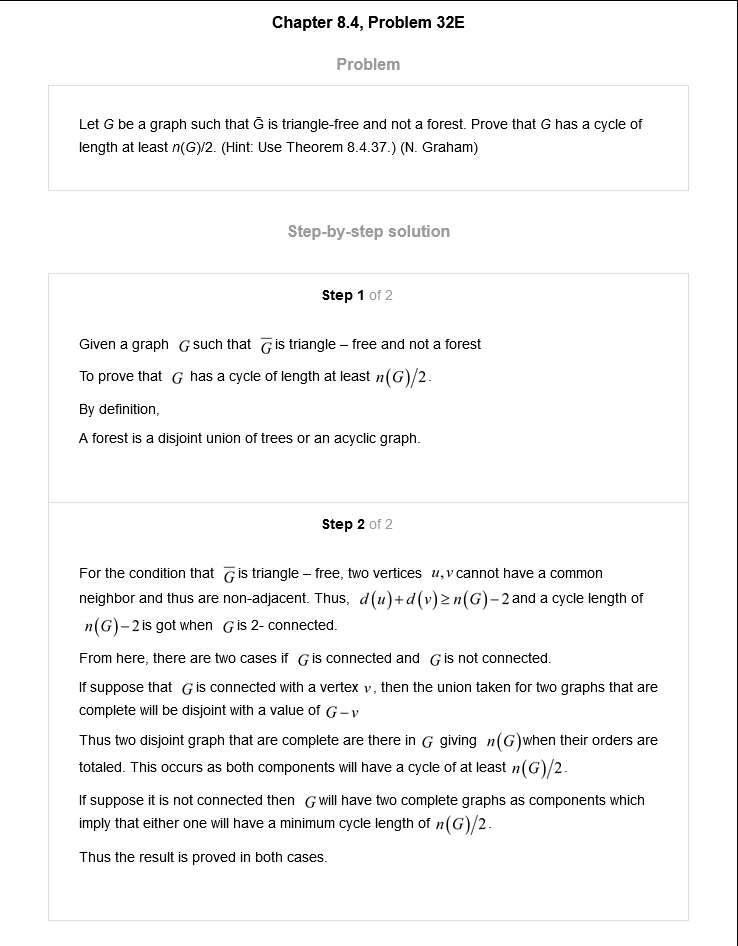 Chapter 8.4, Problem 32E
Problem
Let G be a graph such that Ḡ is triangle-free and not a forest. Prove that G has a cycle of
length at least n(G)/2. (Hint: Use Theorem 8.4.37.) (N. Graham)
Step-by-step solution
Step 1 of 2
Given a graph G such that G̅ is triangle – free and not a forest
To prove that G has a cycle of length at least n(G)/2.
By definition,
A forest is a disjoint union of trees or an acyclic graph.
Step 2 of 2
For the condition that G̅ is triangle – free, two vertices u,v cannot have a common
neighbor and thus are non-adjacent. Thus, d(u)+d(v)≥n(G)−2 and a cycle length of
n(G)−2 is got when G is 2- connected.
From here, there are two cases if G is connected and G is not connected.
If suppose that G is connected with a vertex v, then the union taken for two graphs that are
complete will be disjoint with a value of G−v
Thus two disjoint graph that are complete are there in G giving n(G) when their orders are
totaled. This occurs as both components will have a cycle of at least n(G)/2.
If suppose it is not connected then G will have two complete graphs as components which
imply that either one will have a minimum cycle length of n(G)/2.
Thus the result is proved in both cases.